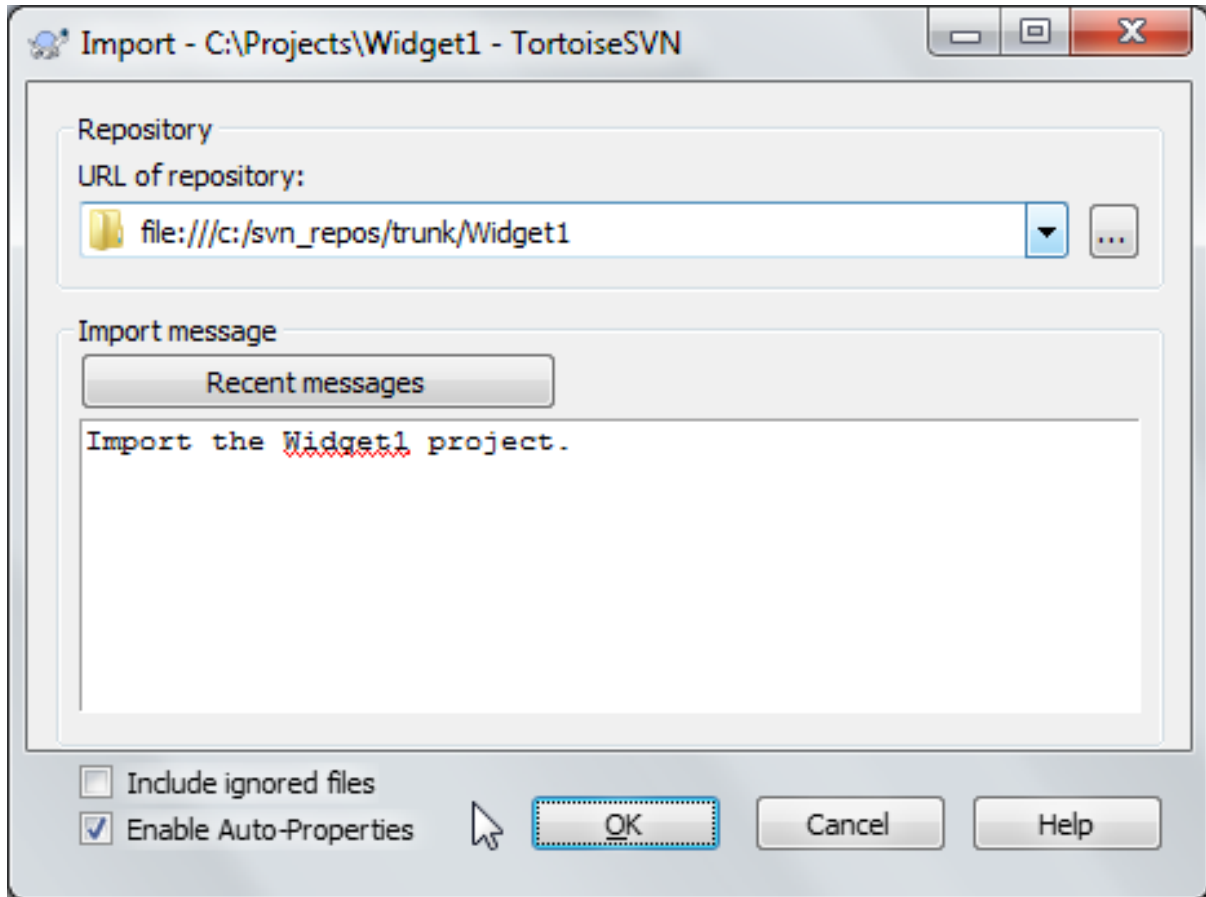 Import - C:\Projects\Widget1 - TortoiseSVN
Repository
URL of repository:
file:///c:/svn_repos/trunk/Widget1
...
Import message
Recent messages
Import the Widget1 project.
Include ignored files
Enable Auto-Properties
OK
Cancel
Help